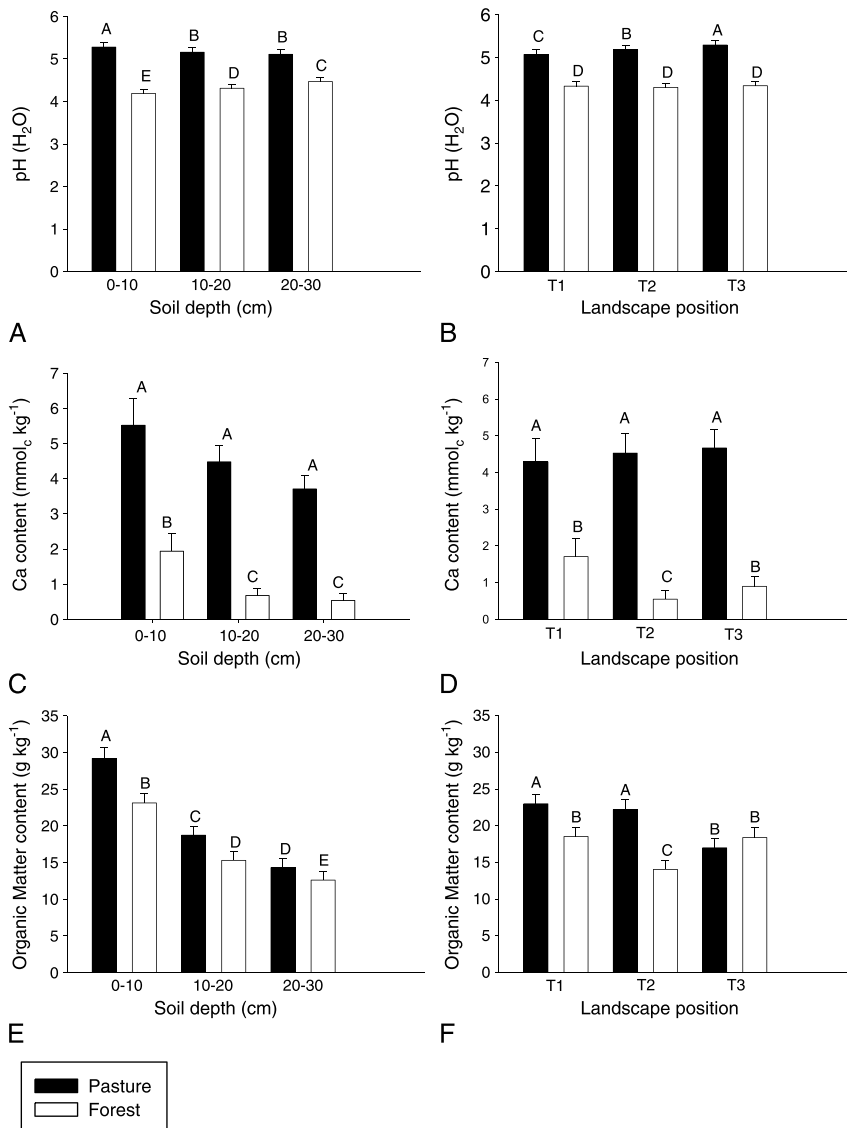 6
5
4
3
2
1
0
pH (H₂O)
A
E
B
D
B
C
0-10
10-20
20-30
Soil depth (cm)
A
6
5
4
3
2
1
0
pH (H₂O)
C
D
B
D
A
D
T1
T2
T3
Landscape position
B
7
6
5
4
3
2
1
0
Ca content (mmol꜀ kg⁻¹)
A
B
A
C
A
C
0-10
10-20
20-30
Soil depth (cm)
C
7
6
5
4
3
2
1
0
Ca content (mmol꜀ kg⁻¹)
A
B
A
C
A
B
T1
T2
T3
Landscape position
D
35
30
25
20
15
10
5
0
Organic Matter content (g kg⁻¹)
A
B
C
D
D
E
0-10
10-20
20-30
Soil depth (cm)
E
35
30
25
20
15
10
5
0
Organic Matter content (g kg⁻¹)
A
B
A
C
B
B
T1
T2
T3
Landscape position
F
Pasture
Forest